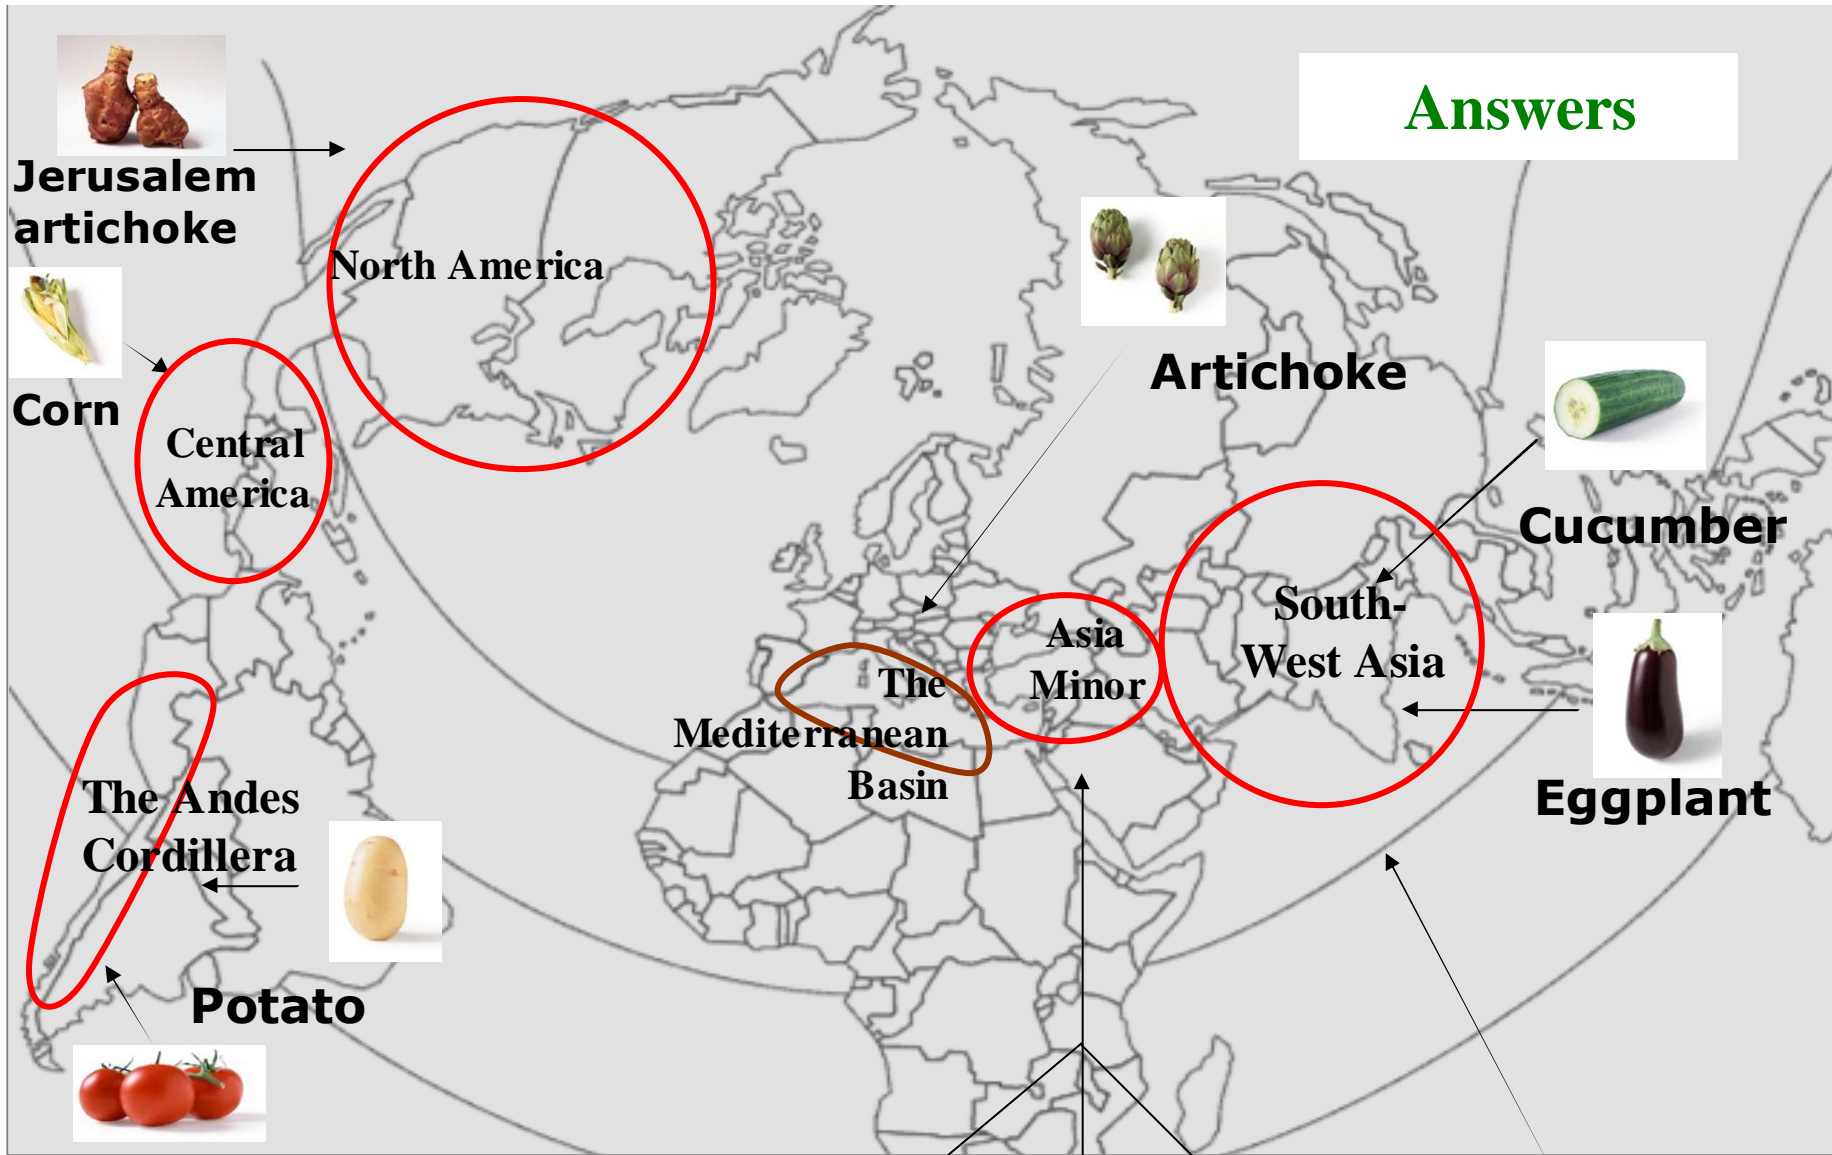 Answers
Jerusalem
artichoke
North America
Artichoke
Corn
Central
America
Cucumber
South-
West Asia
Asia
Minor
The
Mediterranean
Basin
Eggplant
The Andes
Cordillera
Potato